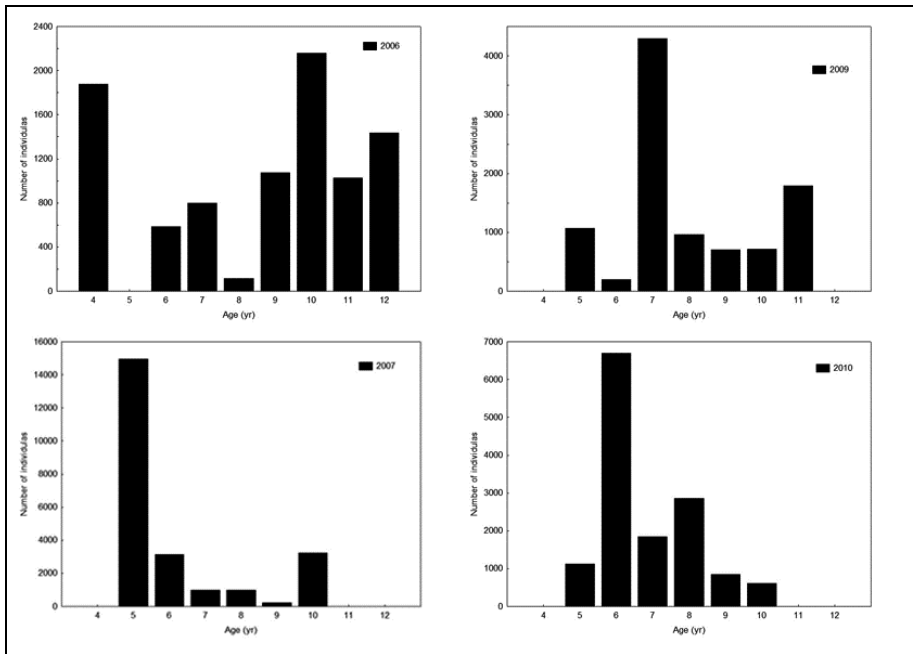 2400
2000
1600
1200
800
400
0
Number of individulas
2006
4 5 6 7 8 9 10 11 12
Age (yr)
4000
3000
2000
1000
0
Number of individulas
2009
4 5 6 7 8 9 10 11 12
Age (yr)
16000
14000
12000
10000
8000
6000
4000
2000
0
Number of individulas
2007
4 5 6 7 8 9 10 11 12
Age (yr)
7000
6000
5000
4000
3000
2000
1000
0
Number of individulas
2010
4 5 6 7 8 9 10 11 12
Age (yr)